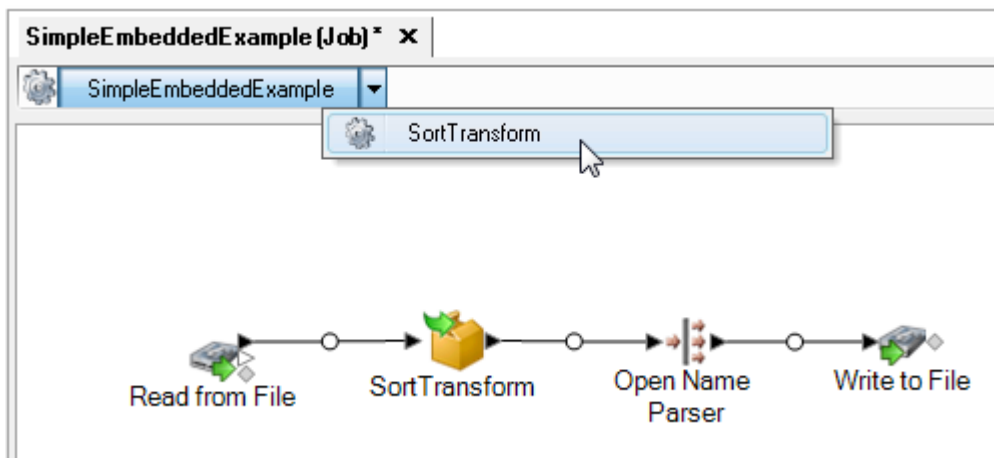 SimpleEmbeddedExample (Job)*
SimpleEmbeddedExample
SortTransform
Read from File
SortTransform
Open Name
Parser
Write to File